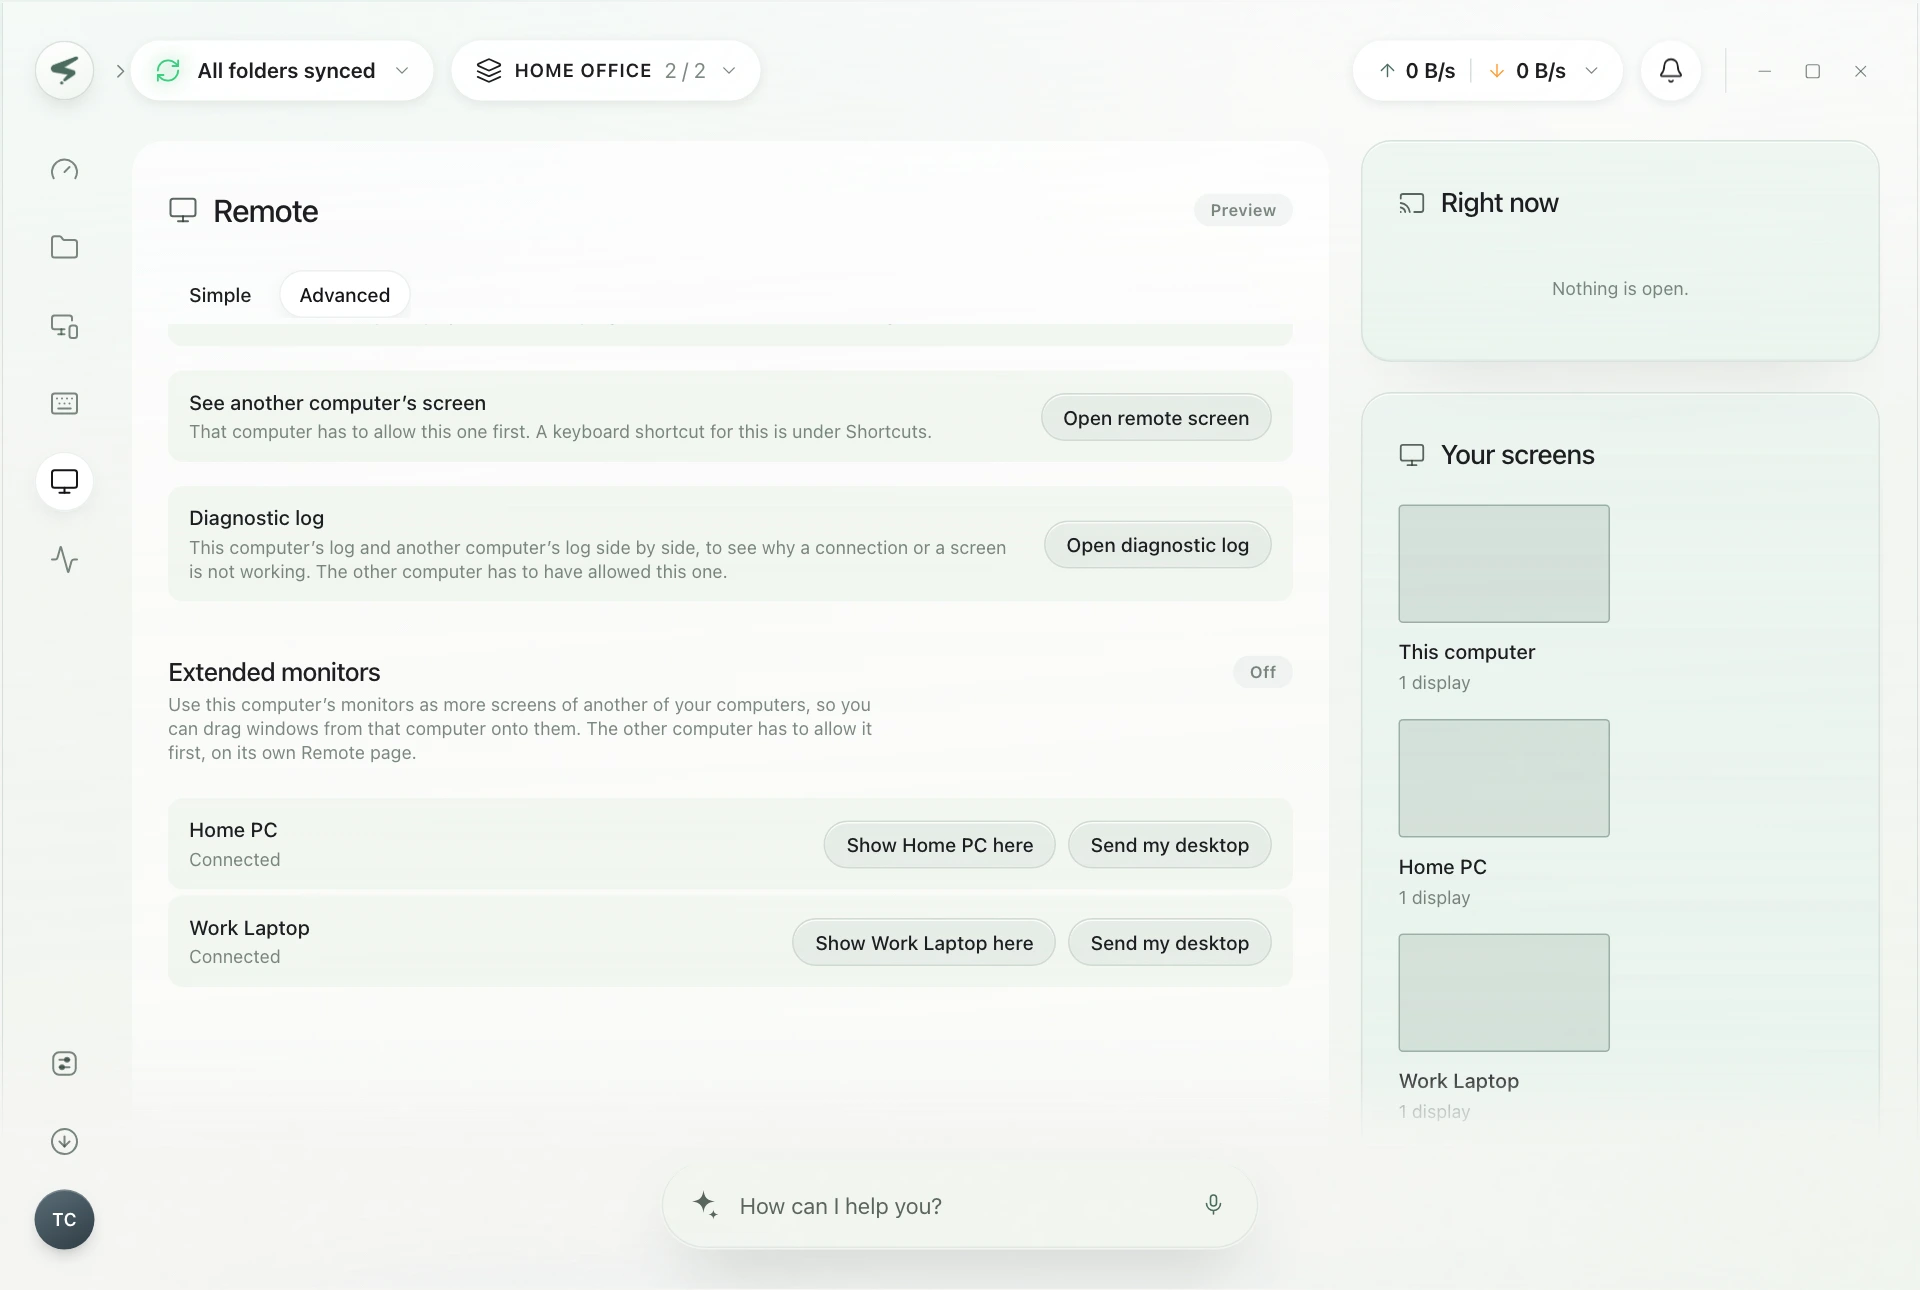 All folders synced
HOME OFFICE 2 / 2
0 B/s
0 B/s
Remote
Preview
Simple
Advanced
See another computer’s screen
That computer has to allow this one first. A keyboard shortcut for this is under Shortcuts.
Open remote screen
Diagnostic log
This computer’s log and another computer’s log side by side, to see why a connection or a screen
is not working. The other computer has to have allowed this one.
Open diagnostic log
Extended monitors
Off
Use this computer’s monitors as more screens of another of your computers, so you
can drag windows from that computer onto them. The other computer has to allow it
first, on its own Remote page.
Home PC
Connected
Show Home PC here
Send my desktop
Work Laptop
Connected
Show Work Laptop here
Send my desktop
Right now
Nothing is open.
Your screens
This computer
1 display
Home PC
1 display
Work Laptop
1 display
TC
How can I help you?